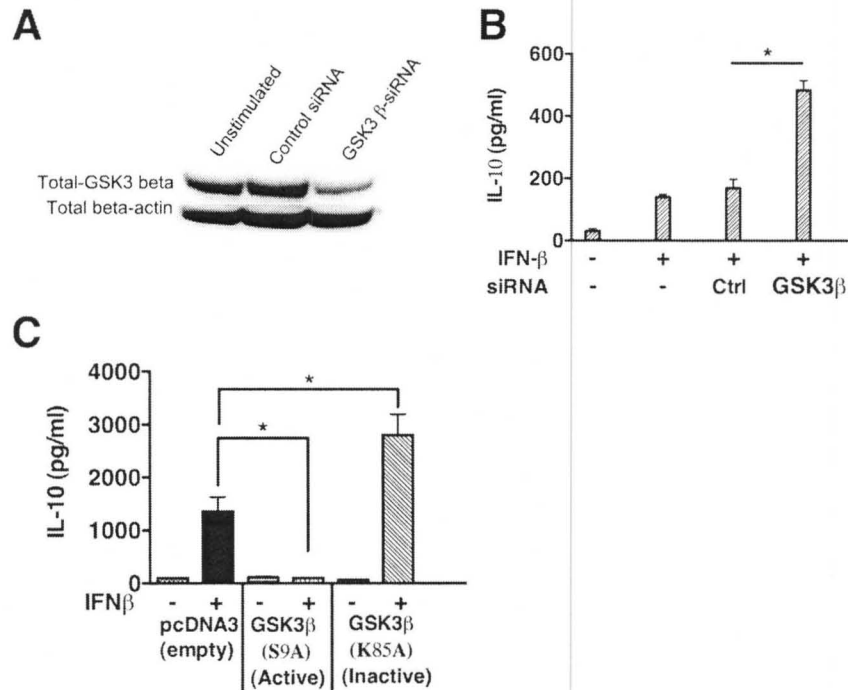 A
Unstimulated
Control siRNA
GSK3 β-siRNA
Total-GSK3 beta
Total beta-actin
B
600
400
200
0
IL-10 (pg/ml)
*
IFN-β - + + +
siRNA - - Ctrl GSK3β
C
4000
3000
2000
1000
0
IL-10 (pg/ml)
*
*
IFNβ - + - + - +
pcDNA3 GSK3β GSK3β
(empty) (S9A) (K85A)
(Active) (Inactive)